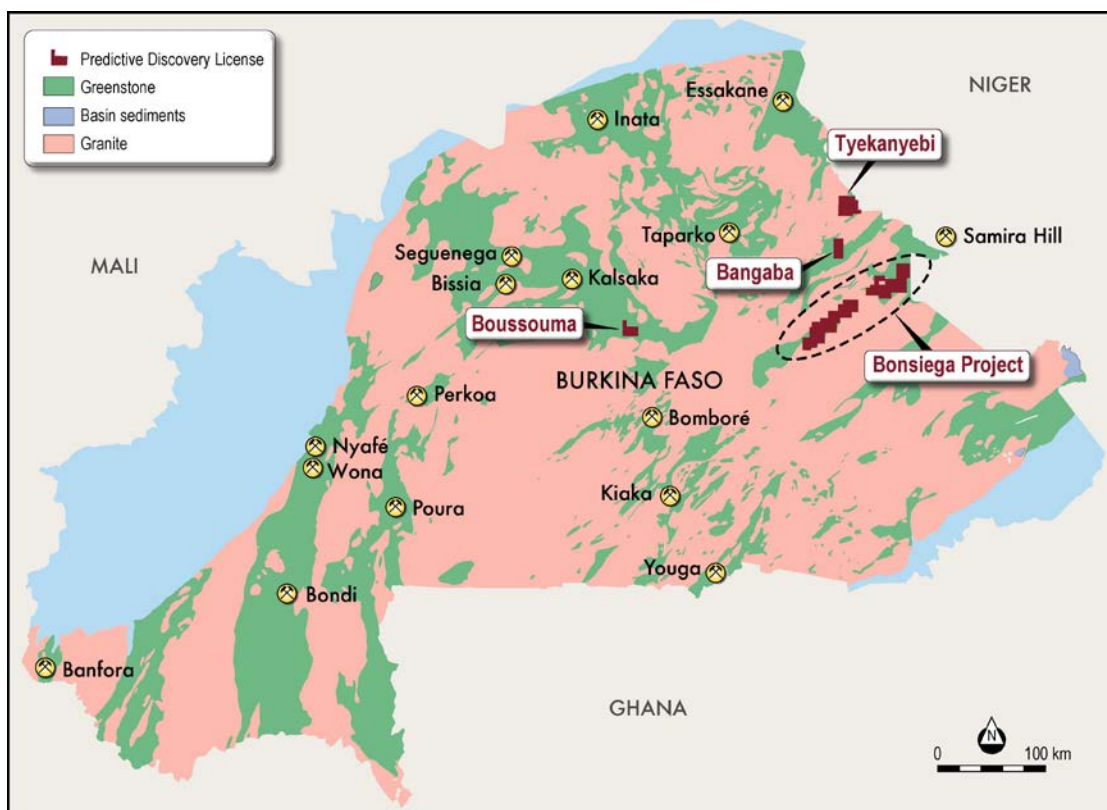 Predictive Discovery License
Greenstone
Basin sediments
Granite
NIGER
Essakane
Inata
Tyekanyebi
Taparko
Samira Hill
Seguenega
MALI
Bangaba
Bissia
Kalsaka
Boussouma
Bonsiega Project
BURKINA FASO
Perkoa
Bomboré
Nyafé
Wona
Kiaka
Poura
Youga
Bondi
Banfora
GHANA
N
0 100 km